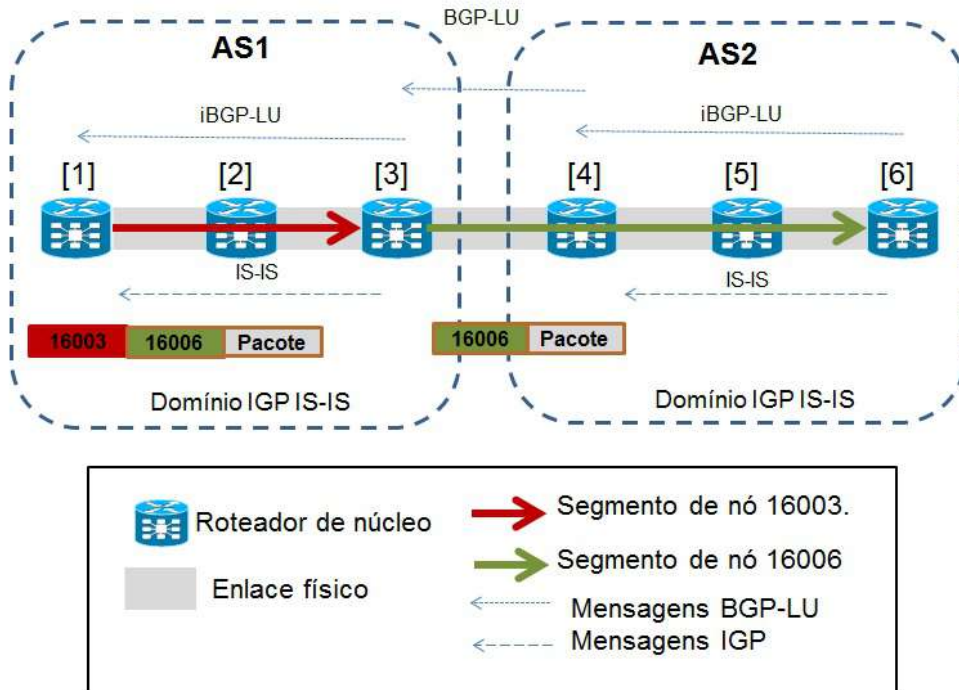 BGP-LU
AS1
AS2
iBGP-LU
iBGP-LU
[1]
[2]
[3]
[4]
[5]
[6]
IS-IS
IS-IS
16003
16006
Pacote
16006
Pacote
Domínio IGP IS-IS
Domínio IGP IS-IS
Roteador de núcleo
Enlace físico
Segmento de nó 16003.
Segmento de nó 16006
Mensagens BGP-LU
Mensagens IGP